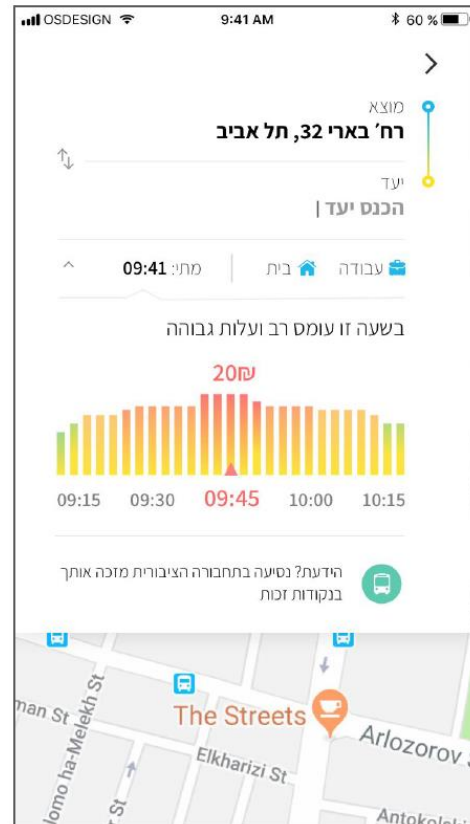 OSDESIGN 9:41 AM 60 %
מוצא
רח׳ בארי 32, תל אביב
יעד
הכנס יעד |
עבודה בית מתי: 09:41
בשעה זו עומס רב ועלות גבוהה
20₪
09:15 09:30 09:45 10:00 10:15
הידעת? נסיעה בתחבורה הציבורית מזכה אותך
בנקודות זכות
The Streets
Arlozorov
Elkharizi St
man St
lomo ha-Melekh St
St